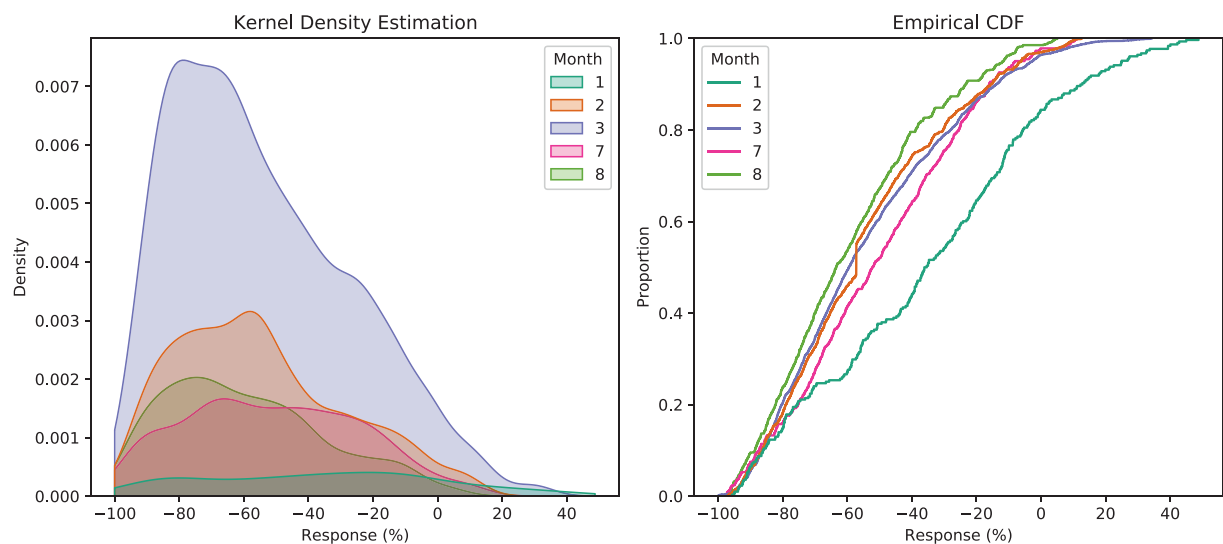 Kernel Density Estimation
Density
0.007
0.006
0.005
0.004
0.003
0.002
0.001
0.000
Month
1
2
3
7
8
−100 −80 −60 −40 −20 0 20 40
Response (%)
Empirical CDF
Proportion
1.0
0.8
0.6
0.4
0.2
0.0
Month
1
2
3
7
8
−100 −80 −60 −40 −20 0 20 40
Response (%)